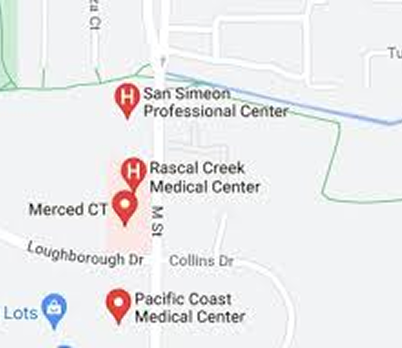 Ct
San Simeon
Professional Center
Rascal Creek
Medical Center
Merced CT
M St
Loughborough Dr
Collins Dr
Lots
Pacific Coast
Medical Center